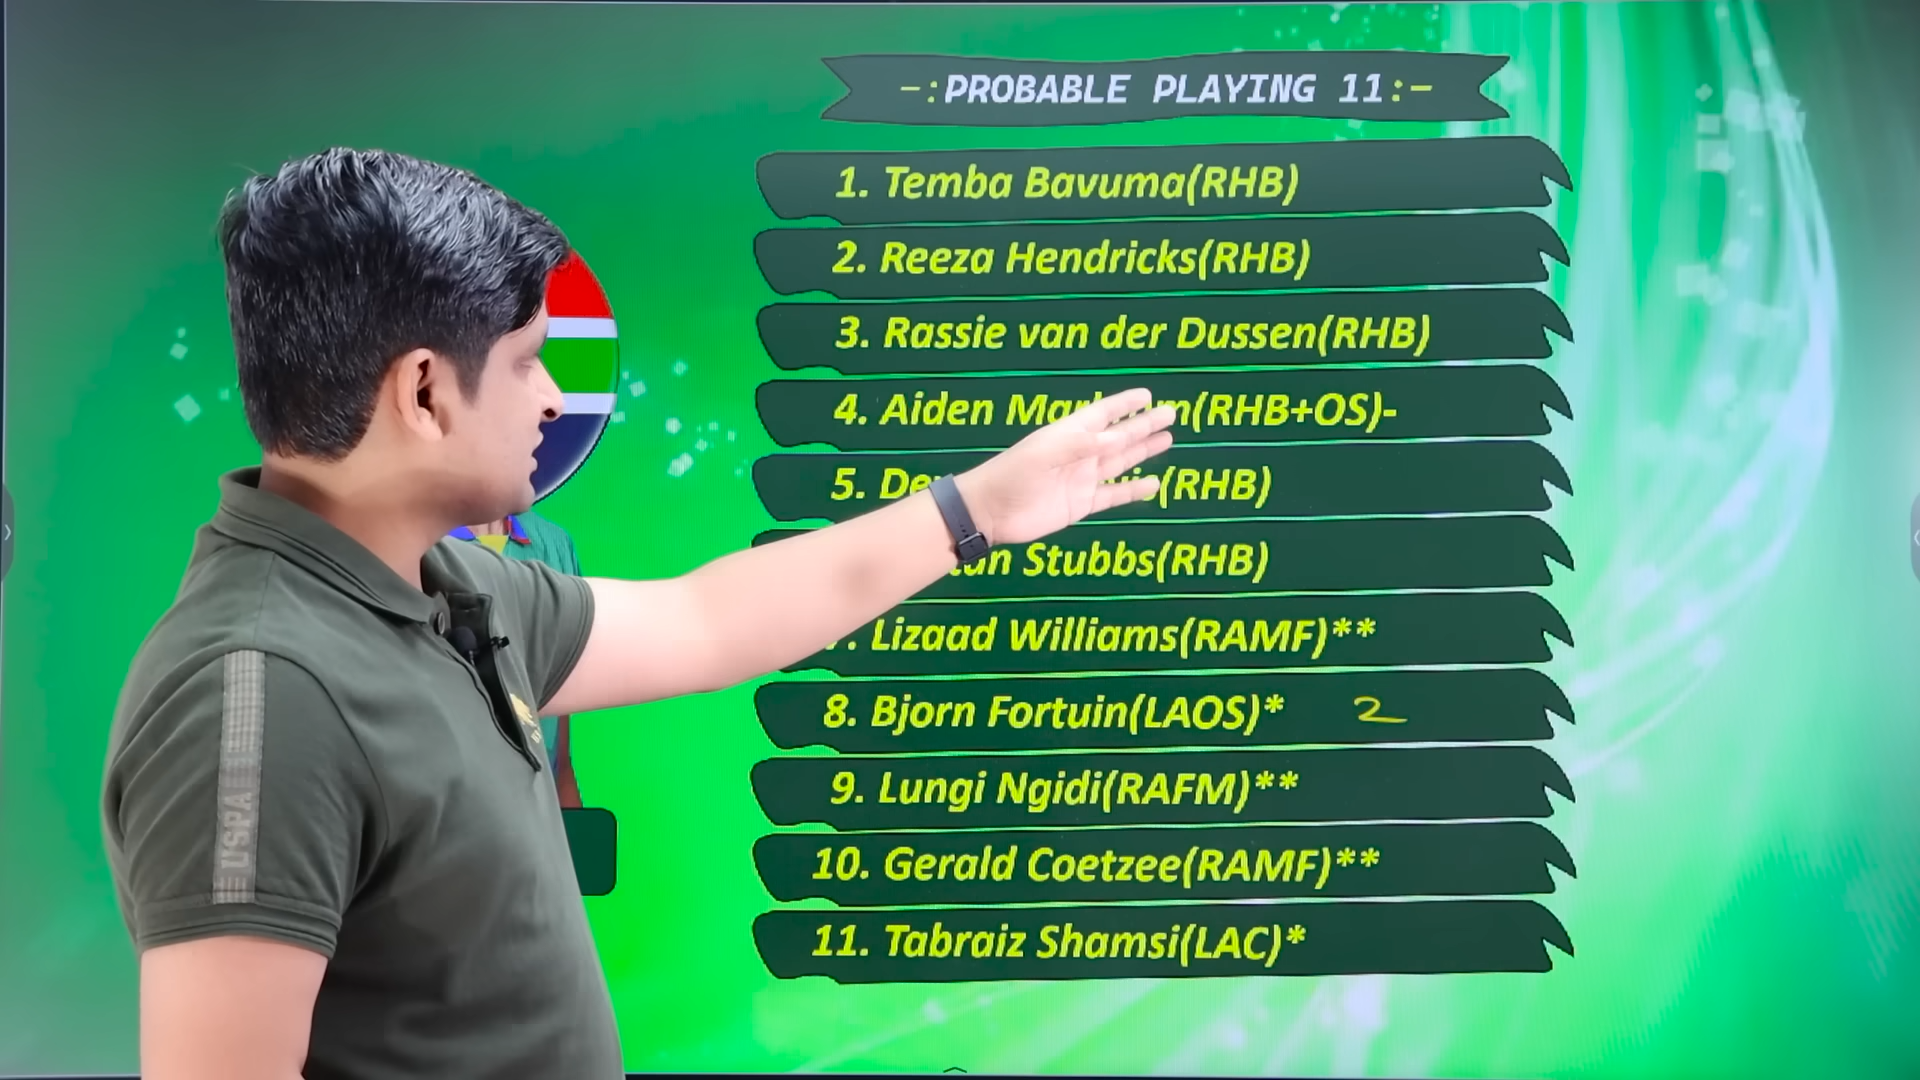 -:PROBABLE PLAYING 11:-
1. Temba Bavuma(RHB)
2. Reeza Hendricks(RHB)
3. Rassie van der Dussen(RHB)
4. Aiden (RHB+OS)-
5. (RHB)
Stubbs(RHB)
Lizaad Williams(RAMF)**
8. Bjorn Fortuin(LAOS)* 2
9. Lungi Ngidi(RAFM)**
10. Gerald Coetzee(RAMF)**
11. Tabraiz Shamsi(LAC)*
USPA